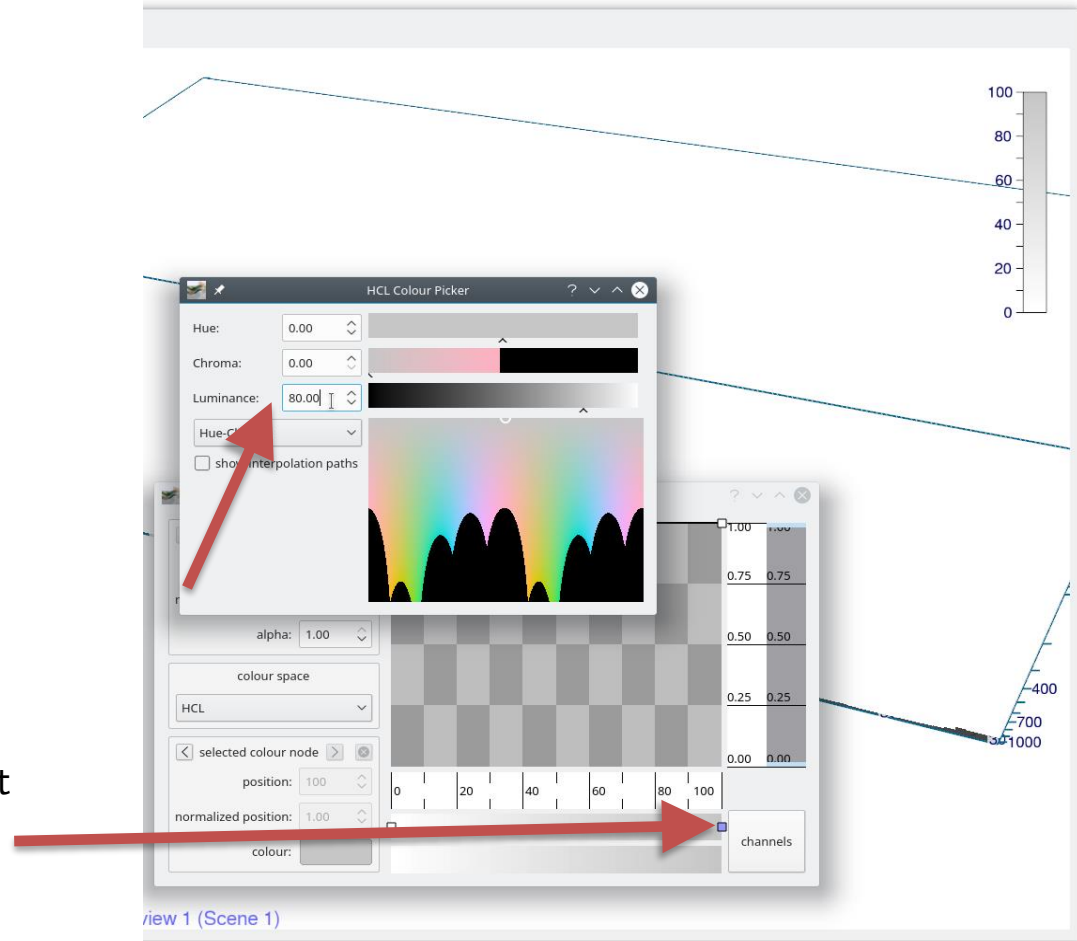 100
80
60
40
20
0
HCL Colour Picker
Hue: 0.00
Chroma: 0.00
Luminance: 80.00
Hue-C
show interpolation paths
1.00 1.00
0.75 0.75
alpha: 1.00
0.50 0.50
colour space
HCL
0.25 0.25
-400
-700
1000
selected colour node
0.00 0.00
t
position: 100
0 20 40 60 80 100
normalized position: 1.00
colour:
channels
view 1 (Scene 1)